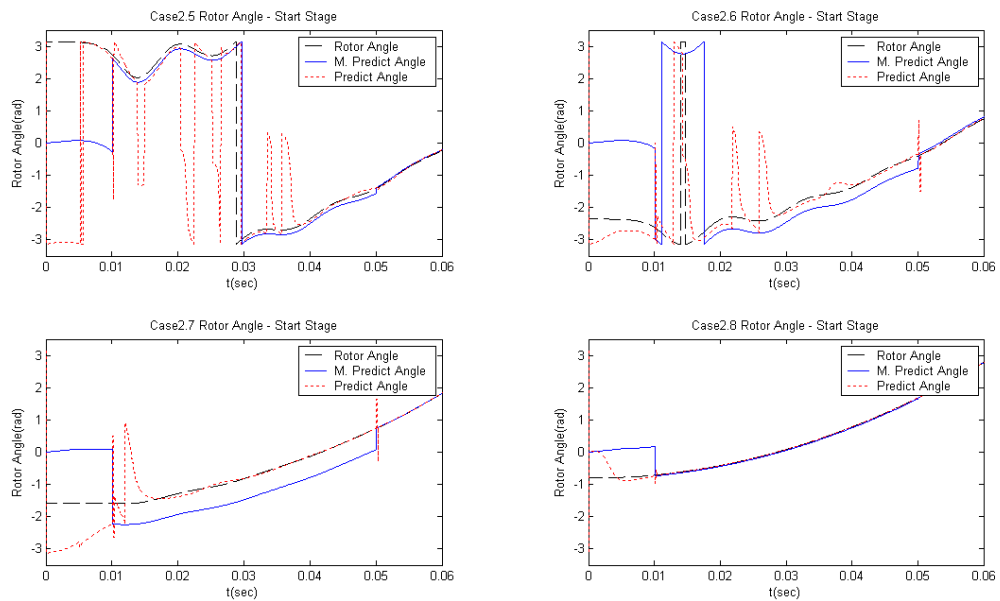 Case2.5 Rotor Angle - Start Stage
3
2
1
0
-1
-2
-3
Rotor Angle(rad)
Rotor Angle
M. Predict Angle
Predict Angle
0
0.01
0.02
0.03
0.04
0.05
0.06
t(sec)
Case2.6 Rotor Angle - Start Stage
3
2
1
0
-1
-2
-3
Rotor Angle(rad)
Rotor Angle
M. Predict Angle
Predict Angle
0
0.01
0.02
0.03
0.04
0.05
0.06
t(sec)
Case2.7 Rotor Angle - Start Stage
3
2
1
0
-1
-2
-3
Rotor Angle(rad)
Rotor Angle
M. Predict Angle
Predict Angle
0
0.01
0.02
0.03
0.04
0.05
0.06
t(sec)
Case2.8 Rotor Angle - Start Stage
3
2
1
0
-1
-2
-3
Rotor Angle(rad)
Rotor Angle
M. Predict Angle
Predict Angle
0
0.01
0.02
0.03
0.04
0.05
0.06
t(sec)